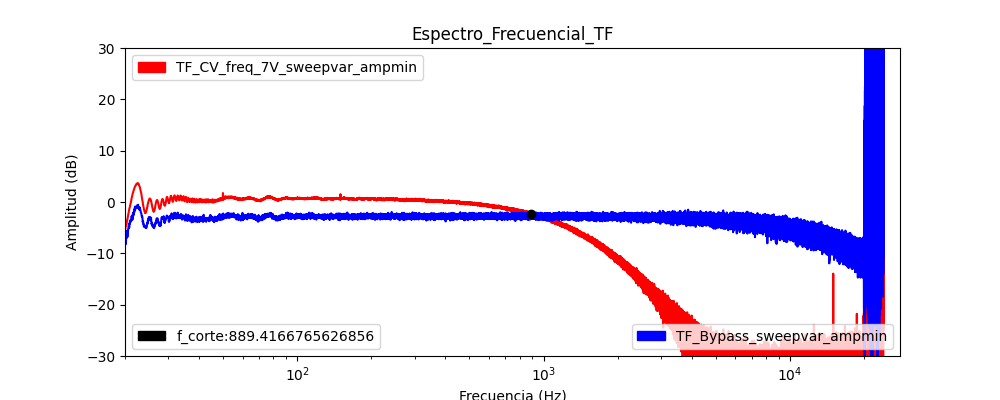 Espectro_Frecuencial_TF
Amplitud (dB)
30
20
10
0
−10
−20
−30
TF_CV_freq_7V_sweepvar_ampmin
f_corte:889.4166765626856
TF_Bypass_sweepvar_ampmin
10²
10³
10⁴
Frecuencia (Hz)